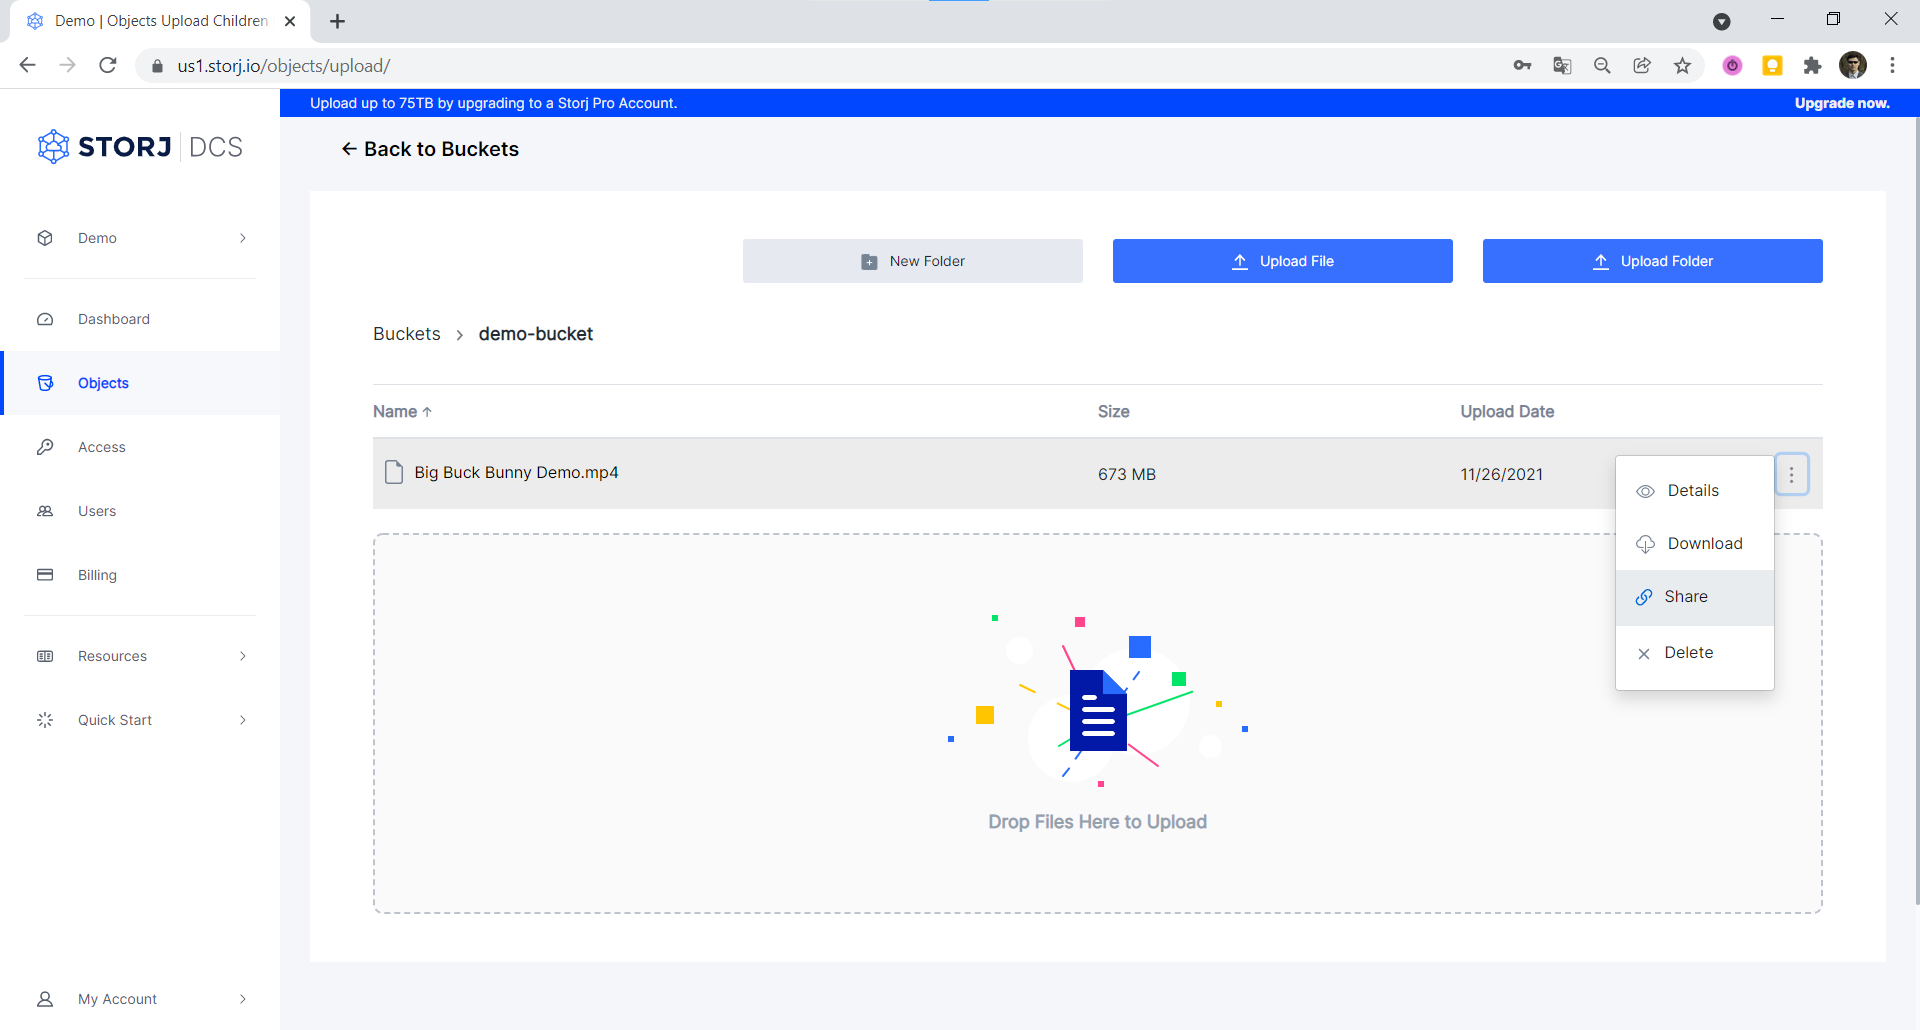 Demo | Objects Upload Children
us1.storj.io/objects/upload/
Upload up to 75TB by upgrading to a Storj Pro Account.
Upgrade now.
STORJ | DCS
← Back to Buckets
Demo
New Folder
Upload File
Upload Folder
Dashboard
Buckets > demo-bucket
Objects
Name ↑
Size
Upload Date
Access
Big Buck Bunny Demo.mp4
673 MB
11/26/2021
Details
Users
Download
Billing
Share
Resources
Delete
Quick Start
Drop Files Here to Upload
My Account